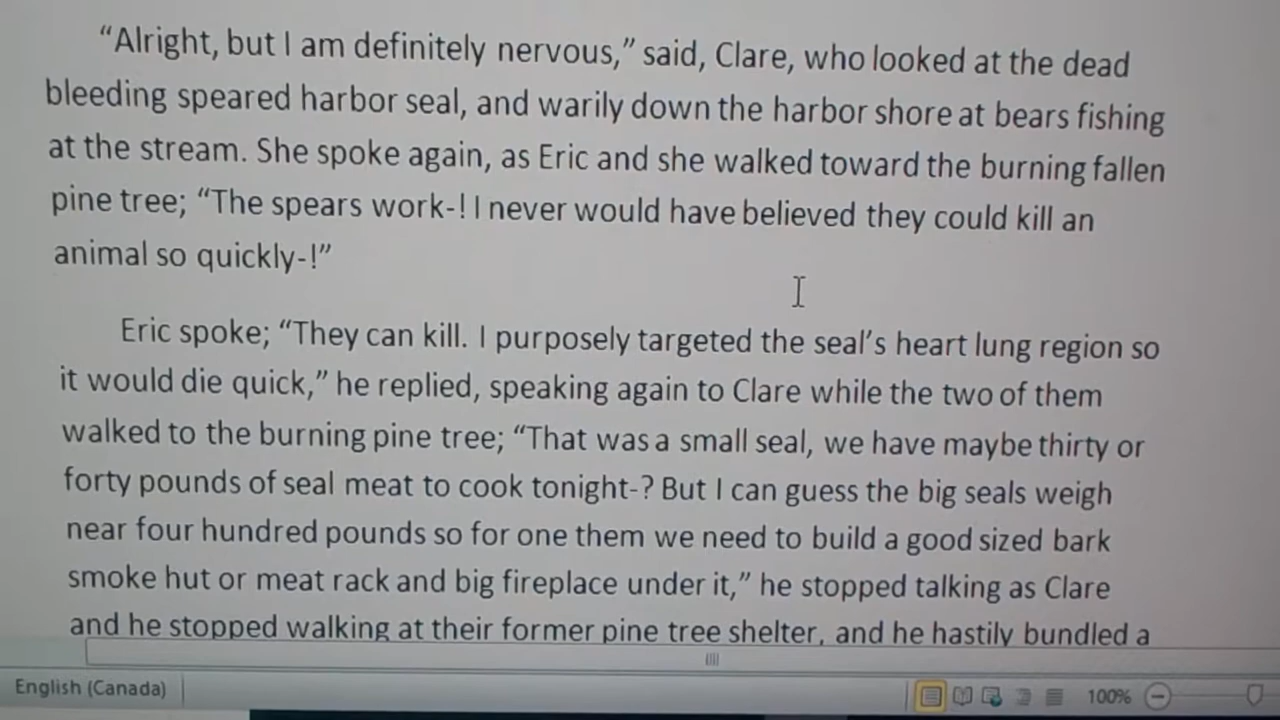 “Alright, but I am definitely nervous,” said, Clare, who looked at the dead
bleeding speared harbor seal, and warily down the harbor shore at bears fishing
at the stream. She spoke again, as Eric and she walked toward the burning fallen
pine tree; “The spears work-! I never would have believed they could kill an
animal so quickly-!”
Eric spoke; “They can kill. I purposely targeted the seal’s heart lung region so
it would die quick,” he replied, speaking again to Clare while the two of them
walked to the burning pine tree; “That was a small seal, we have maybe thirty or
forty pounds of seal meat to cook tonight-? But I can guess the big seals weigh
near four hundred pounds so for one them we need to build a good sized bark
smoke hut or meat rack and big fireplace under it,” he stopped talking as Clare
and he stopped walking at their former pine tree shelter, and he hastily bundled a
English (Canada)
100%